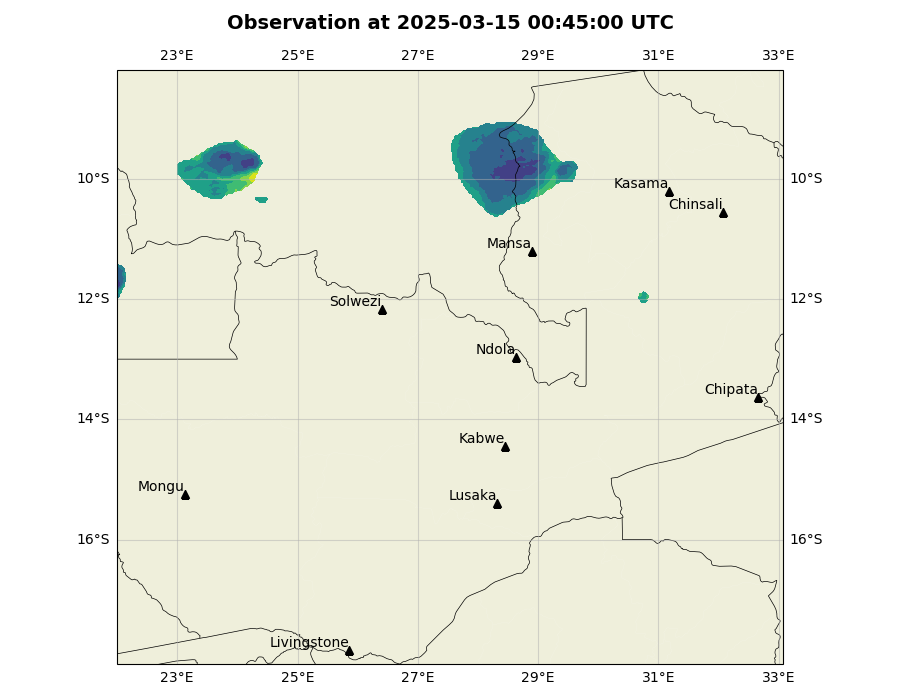 Observation at 2025-03-15 00:45:00 UTC
23°E 25°E 27°E 29°E 31°E 33°E
10°S 10°S
Kasama
Chinsali
Mansa
12°S 12°S
Solwezi
Ndola
Chipata
14°S 14°S
Kabwe
Mongu
Lusaka
16°S 16°S
Livingstone
23°E 25°E 27°E 29°E 31°E 33°E